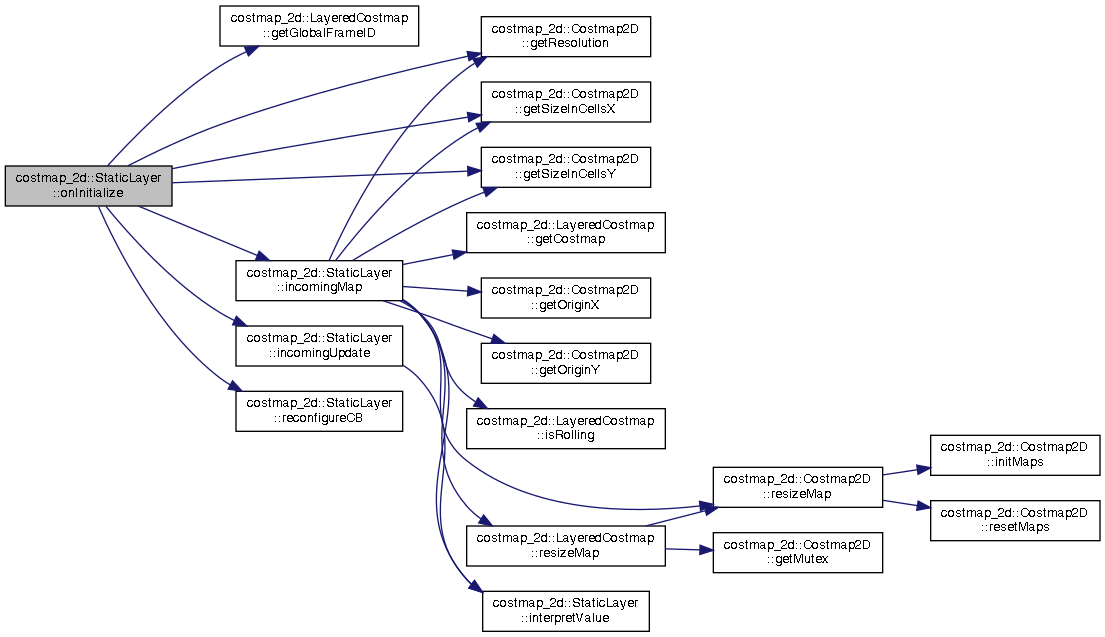 costmap_2d::LayeredCostmap
::getGlobalFrameID
costmap_2d::Costmap2D
::getResolution
costmap_2d::Costmap2D
::getSizeInCellsX
costmap_2d::Costmap2D
::getSizeInCellsY
costmap_2d::StaticLayer
::onInitialize
costmap_2d::LayeredCostmap
::getCostmap
costmap_2d::StaticLayer
::incomingMap
costmap_2d::Costmap2D
::getOriginX
costmap_2d::StaticLayer
::incomingUpdate
costmap_2d::Costmap2D
::getOriginY
costmap_2d::StaticLayer
::reconfigureCB
costmap_2d::LayeredCostmap
::isRolling
costmap_2d::Costmap2D
::initMaps
costmap_2d::Costmap2D
::resizeMap
costmap_2d::Costmap2D
::resetMaps
costmap_2d::LayeredCostmap
::resizeMap
costmap_2d::Costmap2D
::getMutex
costmap_2d::StaticLayer
::interpretValue